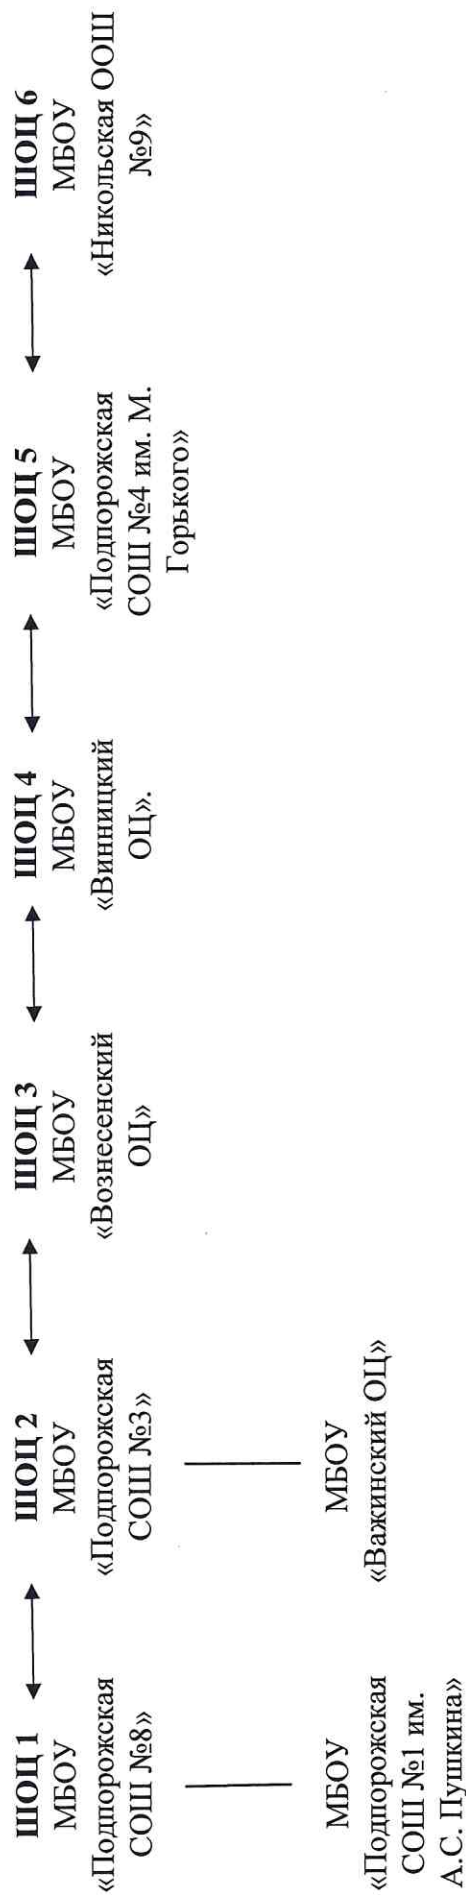 ШОЦ 1
МБОУ
«Подпорожская
СОШ №8»
МБОУ
«Подпорожская
СОШ №1 им.
А.С. Пушкина»
ШОЦ 2
МБОУ
«Подпорожская
СОШ №3»
МБОУ
«Важинский ОЦ»
ШОЦ 3
МБОУ
«Вознесенский
ОЦ»
ШОЦ 4
МБОУ
«Винницкий
ОЦ».
ШОЦ 5
МБОУ
«Подпорожская
СОШ №4 им. М.
Горького»
ШОЦ 6
МБОУ
«Никольская ООШ
№9»